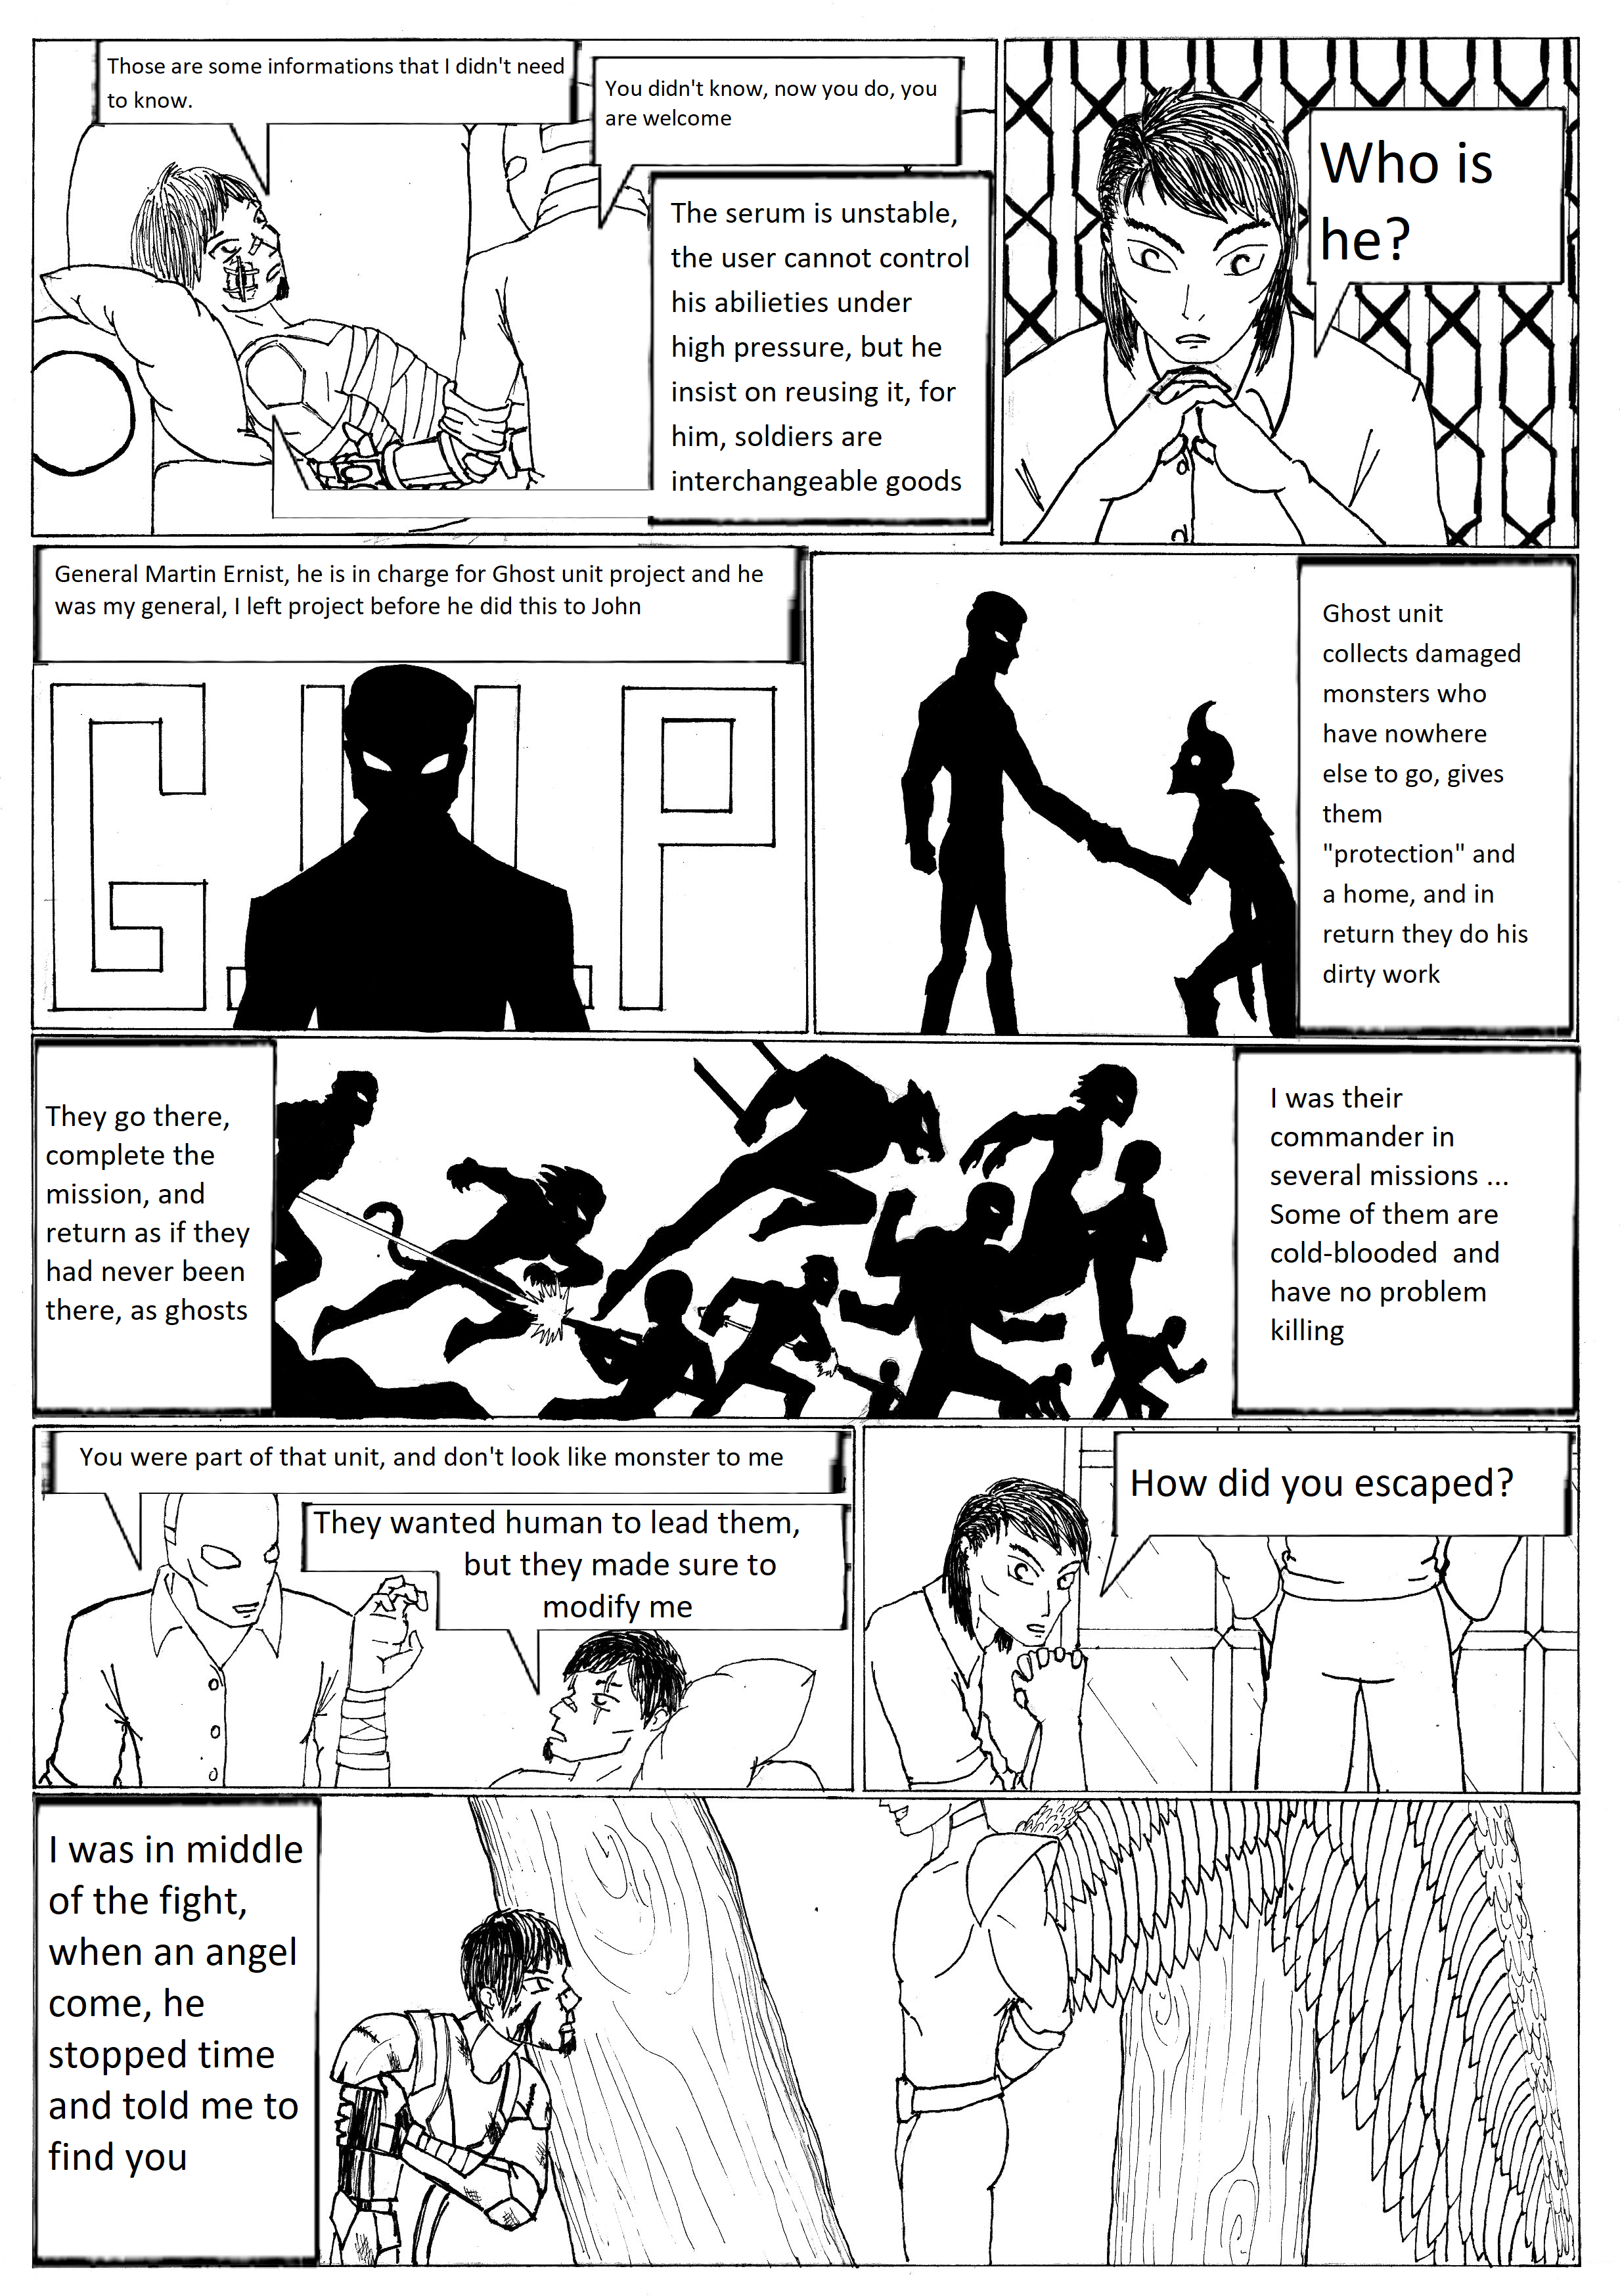 Those are some informations that I didn't need
to know.
You didn't know, now you do, you
are welcome
The serum is unstable,
the user cannot control
his abilieties under
high pressure, but he
insist on reusing it, for
him, soldiers are
interchangeable goods
Who is
he?
General Martin Ernist, he is in charge for Ghost unit project and he
was my general, I left project before he did this to John
G.U.P
Ghost unit
collects damaged
monsters who
have nowhere
else to go, gives
them
"protection" and
a home, and in
return they do his
dirty work
They go there,
complete the
mission, and
return as if they
had never been
there, as ghosts
I was their
commander in
several missions ...
Some of them are
cold-blooded  and
have no problem
killing
You were part of that unit, and don't look like monster to me
They wanted human to lead them,
but they made sure to
modify me
How did you escaped?
I was in middle
of the fight,
when an angel
come, he
stopped time
and told me to
find you